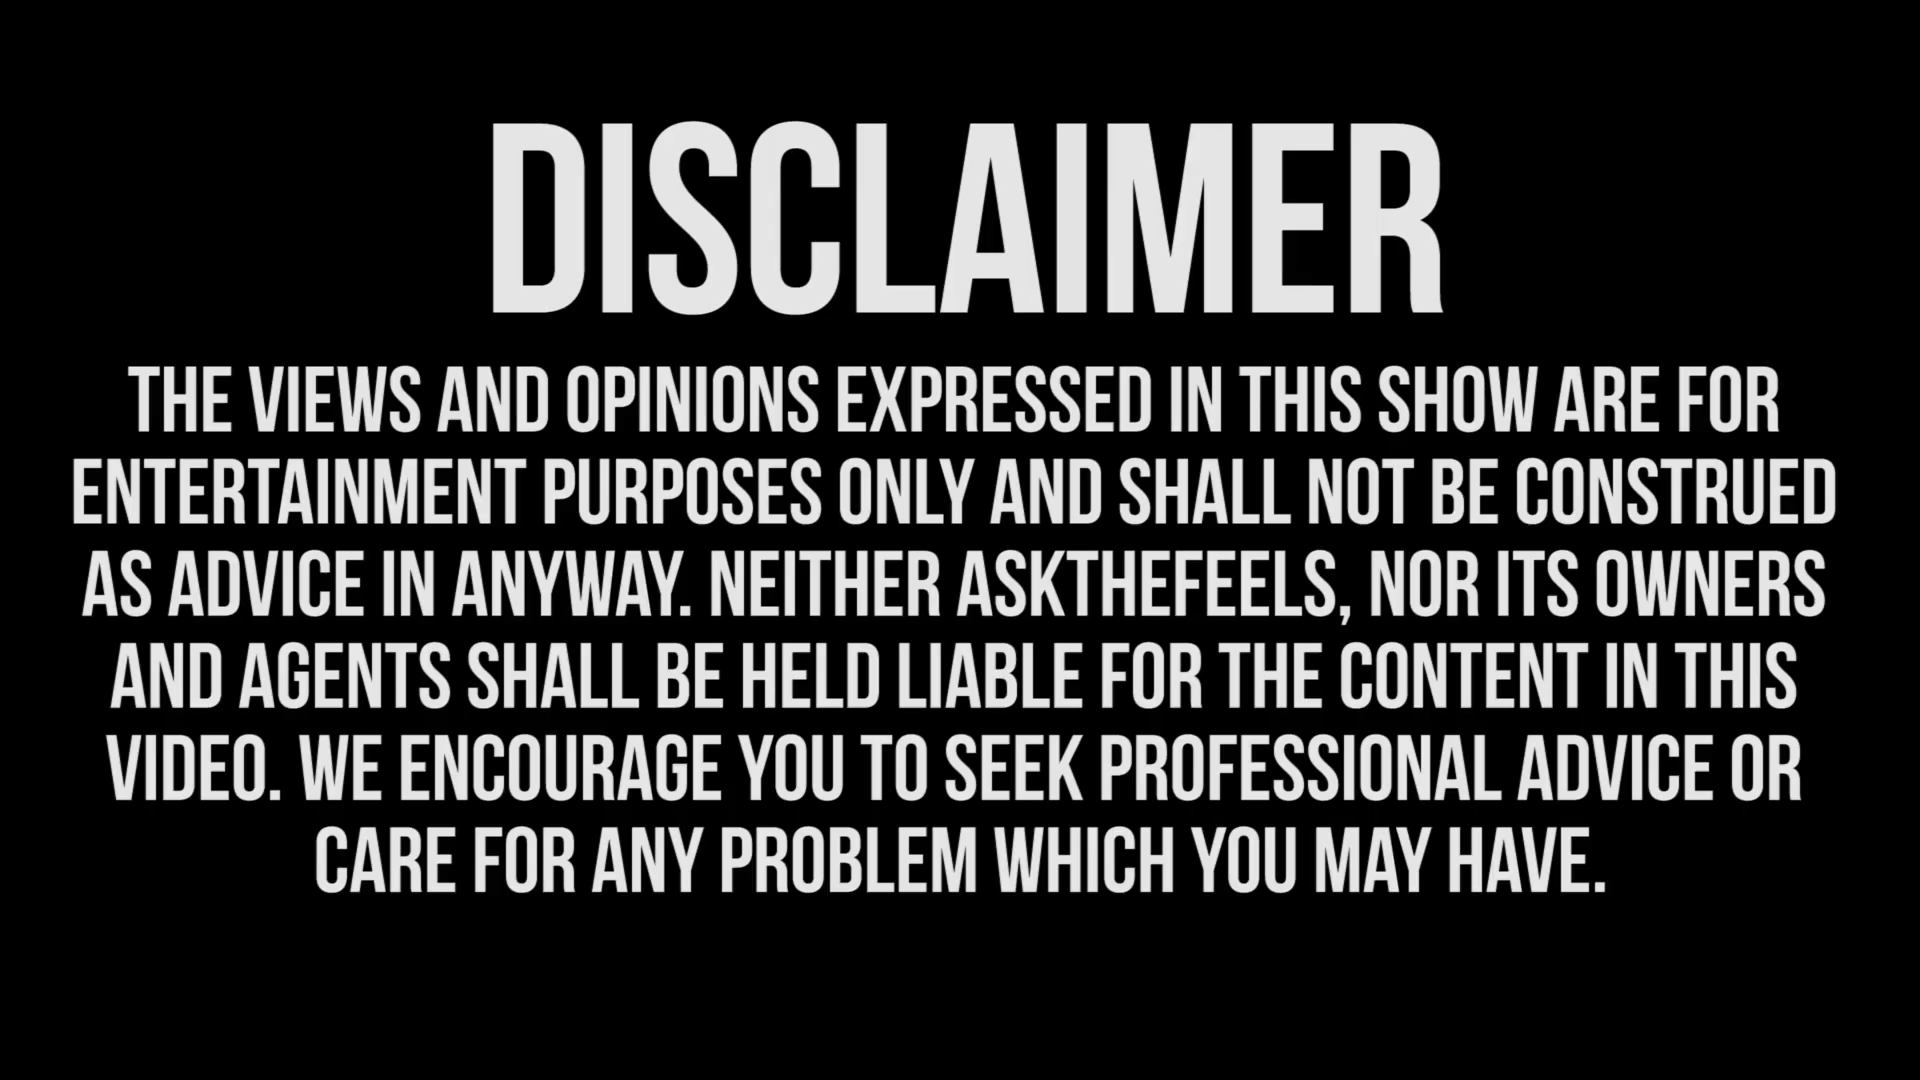 DISCLAIMER
THE VIEWS AND OPINIONS EXPRESSED IN THIS SHOW ARE FOR
ENTERTAINMENT PURPOSES ONLY AND SHALL NOT BE CONSTRUED
AS ADVICE IN ANYWAY. NEITHER ASKTHEFEELS, NOR ITS OWNERS
AND AGENTS SHALL BE HELD LIABLE FOR THE CONTENT IN THIS
VIDEO. WE ENCOURAGE YOU TO SEEK PROFESSIONAL ADVICE OR
CARE FOR ANY PROBLEM WHICH YOU MAY HAVE.